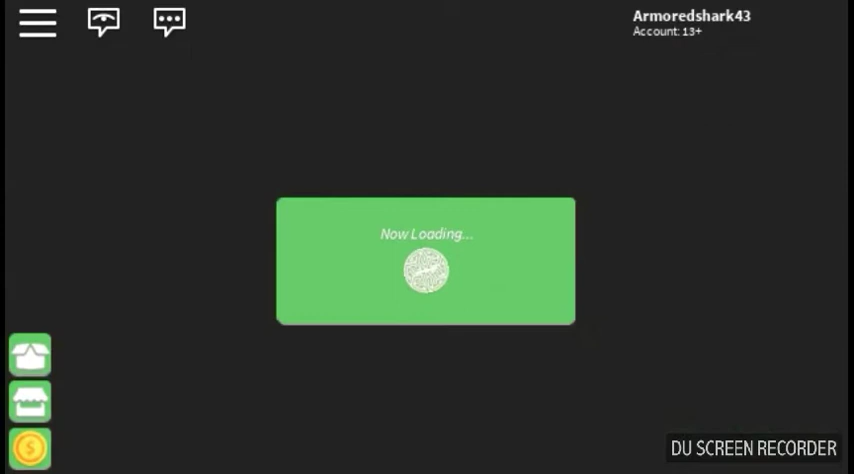 Armoredshark43
Account: 13+
Now Loading...
DU SCREEN RECORDER